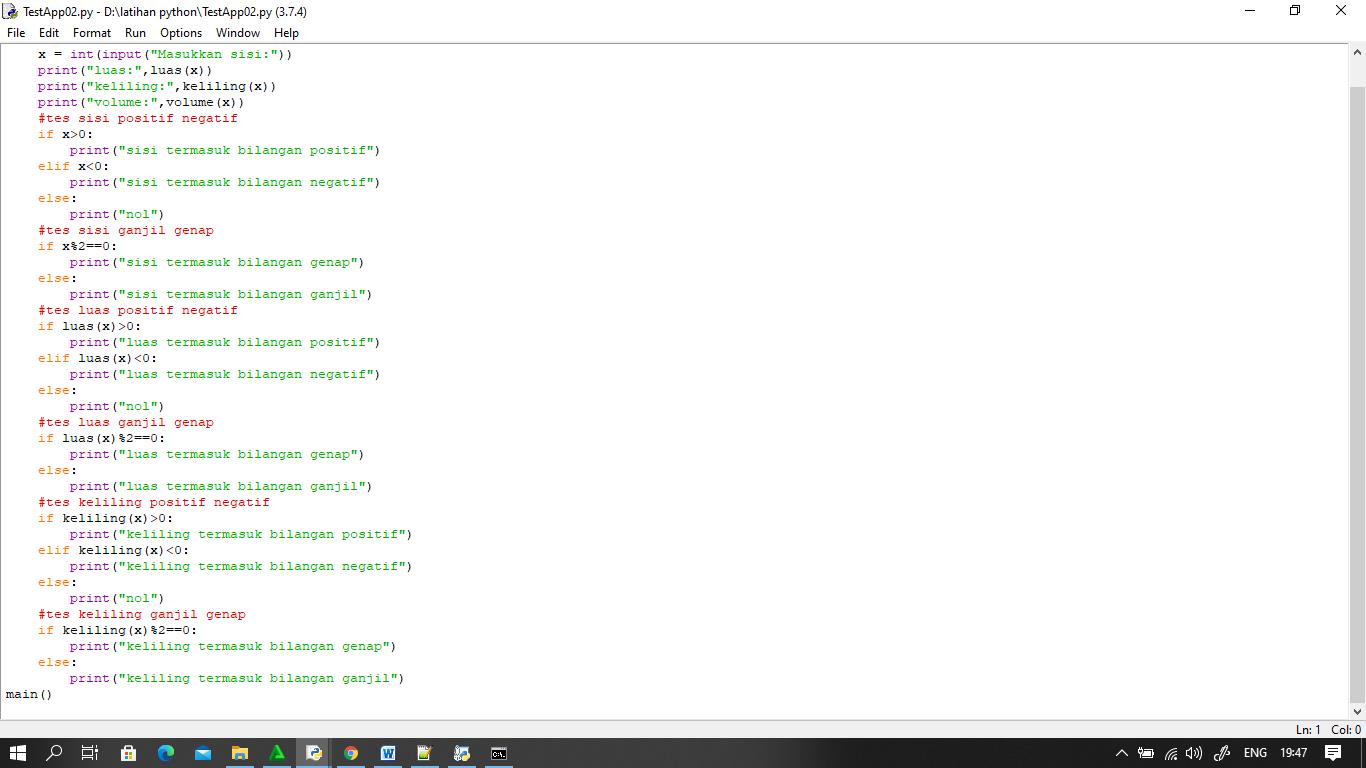 TestApp02.py - D:\latihan python\TestApp02.py (3.7.4)
File Edit Format Run Options Window Help
    x = int(input("Masukkan sisi:"))
    print("luas:",luas(x))
    print("keliling:",keliling(x))
    print("volume:",volume(x))
    #tes sisi positif negatif
    if x>0:
        print("sisi termasuk bilangan positif")
    elif x<0:
        print("sisi termasuk bilangan negatif")
    else:
        print("nol")
    #tes sisi ganjil genap
    if x%2==0:
        print("sisi termasuk bilangan genap")
    else:
        print("sisi termasuk bilangan ganjil")
    #tes luas positif negatif
    if luas(x)>0:
        print("luas termasuk bilangan positif")
    elif luas(x)<0:
        print("luas termasuk bilangan negatif")
    else:
        print("nol")
    #tes luas ganjil genap
    if luas(x)%2==0:
        print("luas termasuk bilangan genap")
    else:
        print("luas termasuk bilangan ganjil")
    #tes keliling positif negatif
    if keliling(x)>0:
        print("keliling termasuk bilangan positif")
    elif keliling(x)<0:
        print("keliling termasuk bilangan negatif")
    else:
        print("nol")
    #tes keliling ganjil genap
    if keliling(x)%2==0:
        print("keliling termasuk bilangan genap")
    else:
        print("keliling termasuk bilangan ganjil")
main()
Ln: 1 Col: 0
ENG 19:47